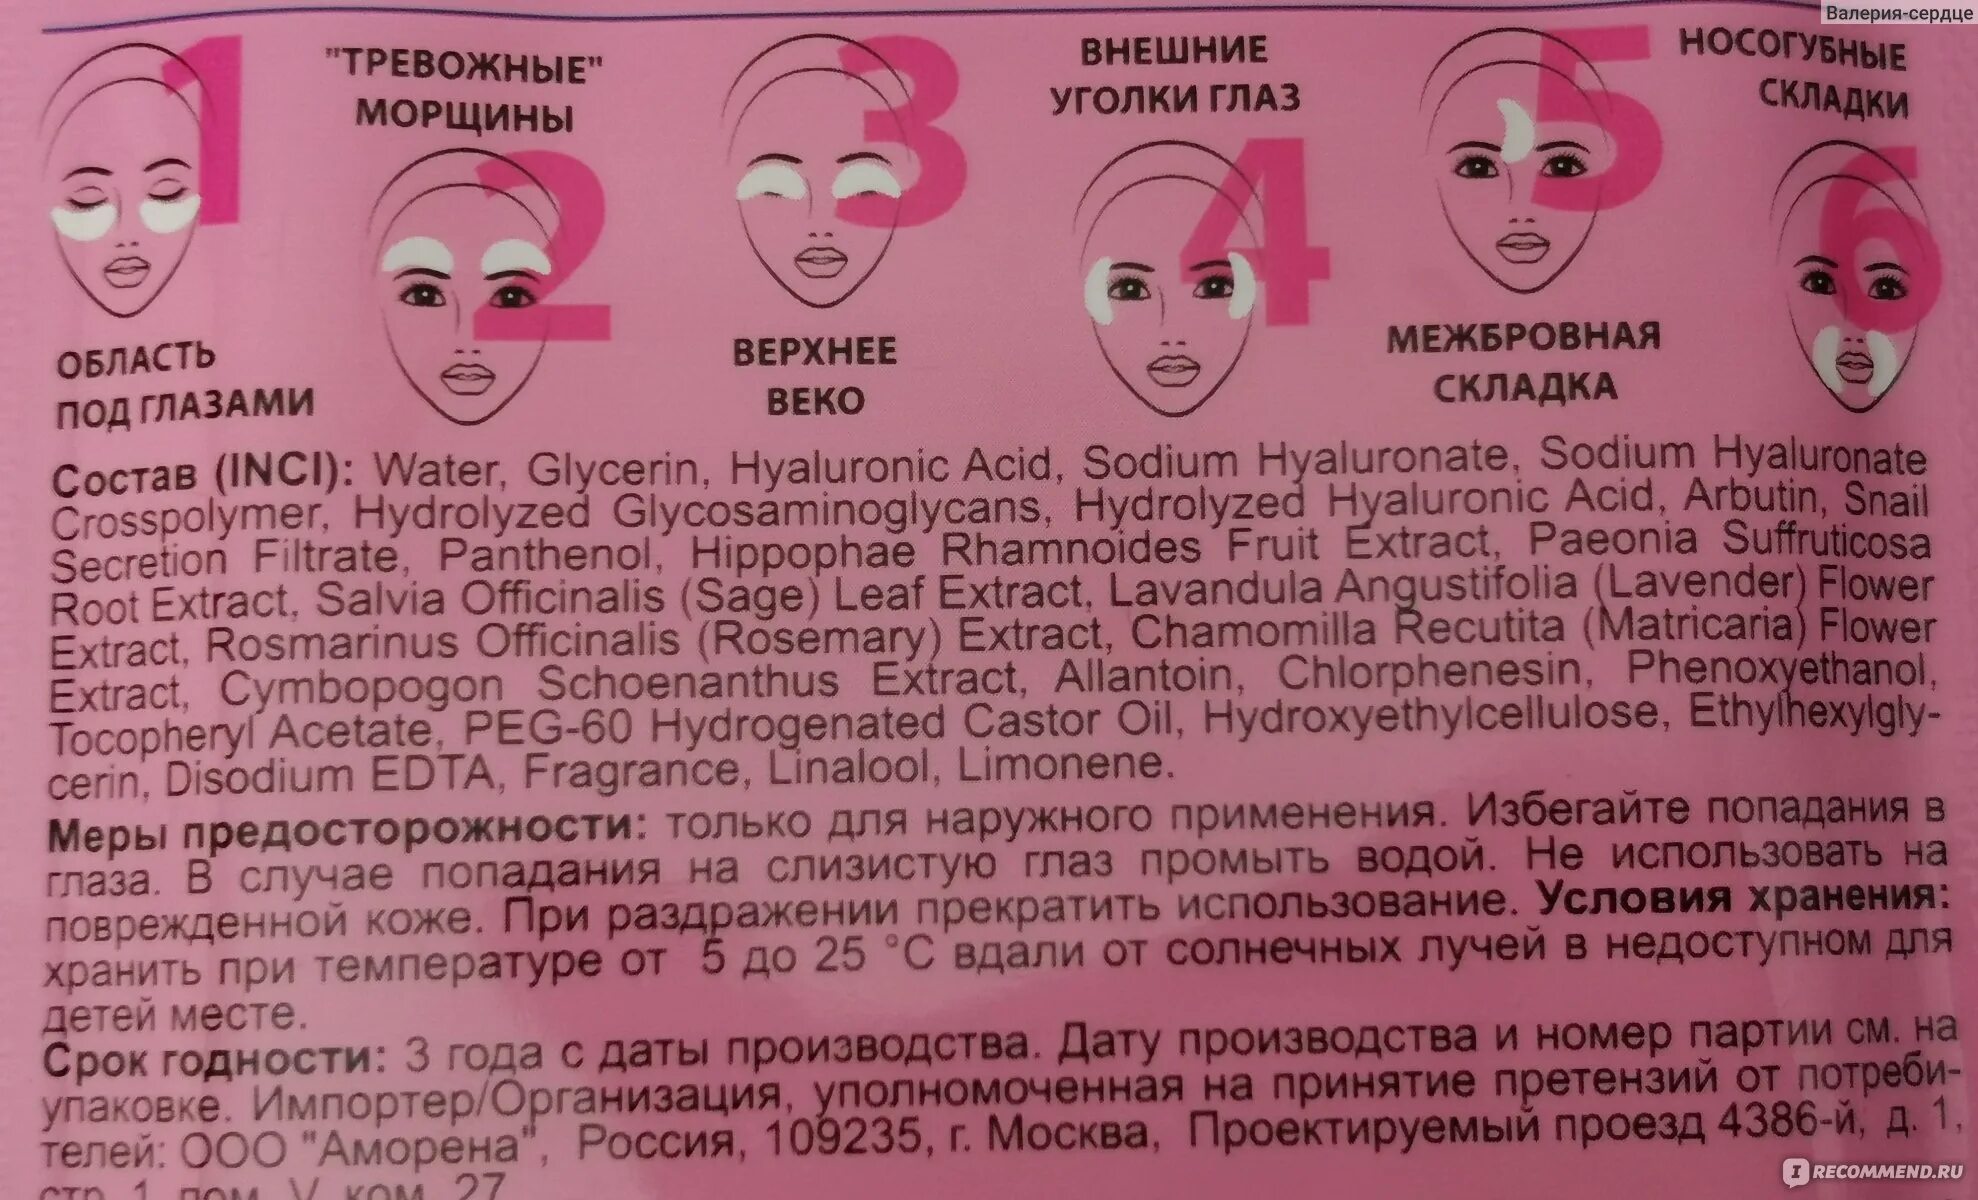 Валерия-сердце
1
"ТРЕВОЖНЫЕ"
МОРЩИНЫ
2
3
ВНЕШНИЕ
УГОЛКИ ГЛАЗ
4
5
НОСОГУБНЫЕ
СКЛАДКИ
6
ОБЛАСТЬ
ПОД ГЛАЗАМИ
ВЕРХНЕЕ
ВЕКО
МЕЖБРОВНАЯ
СКЛАДКА
Состав (INCI): Water, Glycerin, Hyaluronic Acid, Sodium Hyaluronate, Sodium Hyaluronate
Crosspolymer, Hydrolyzed Glycosaminoglycans, Hydrolyzed Hyaluronic Acid, Arbutin, Snail
Secretion Filtrate, Panthenol, Hippophae Rhamnoides Fruit Extract, Paeonia Suffruticosa
Root Extract, Salvia Officinalis (Sage) Leaf Extract, Lavandula Angustifolia (Lavender) Flower
Extract, Rosmarinus Officinalis (Rosemary) Extract, Chamomilla Recutita (Matricaria) Flower
Extract, Cymbopogon Schoenanthus Extract, Allantoin, Chlorphenesin, Phenoxyethanol,
Tocopheryl Acetate, PEG-60 Hydrogenated Castor Oil, Hydroxyethylcellulose, Ethylhexylgly-
cerin, Disodium EDTA, Fragrance, Linalool, Limonene.
Меры предосторожности: только для наружного применения. Избегайте попадания в
глаза. В случае попадания на слизистую глаз промыть водой. Не использовать на
поврежденной коже. При раздражении прекратить использование. Условия хранения:
хранить при температуре от 5 до 25 °C вдали от солнечных лучей в недоступном для
детей месте.
Срок годности: 3 года с даты производства. Дату производства и номер партии см. на
упаковке. Импортер/Организация, уполномоченная на принятие претензий от потреби-
телей: ООО "Аморена", Россия, 109235, г. Москва, Проектируемый проезд 4386-й, д. 1,
стр. 1, пом. V, ком. 27
IRECOMMEND.RU